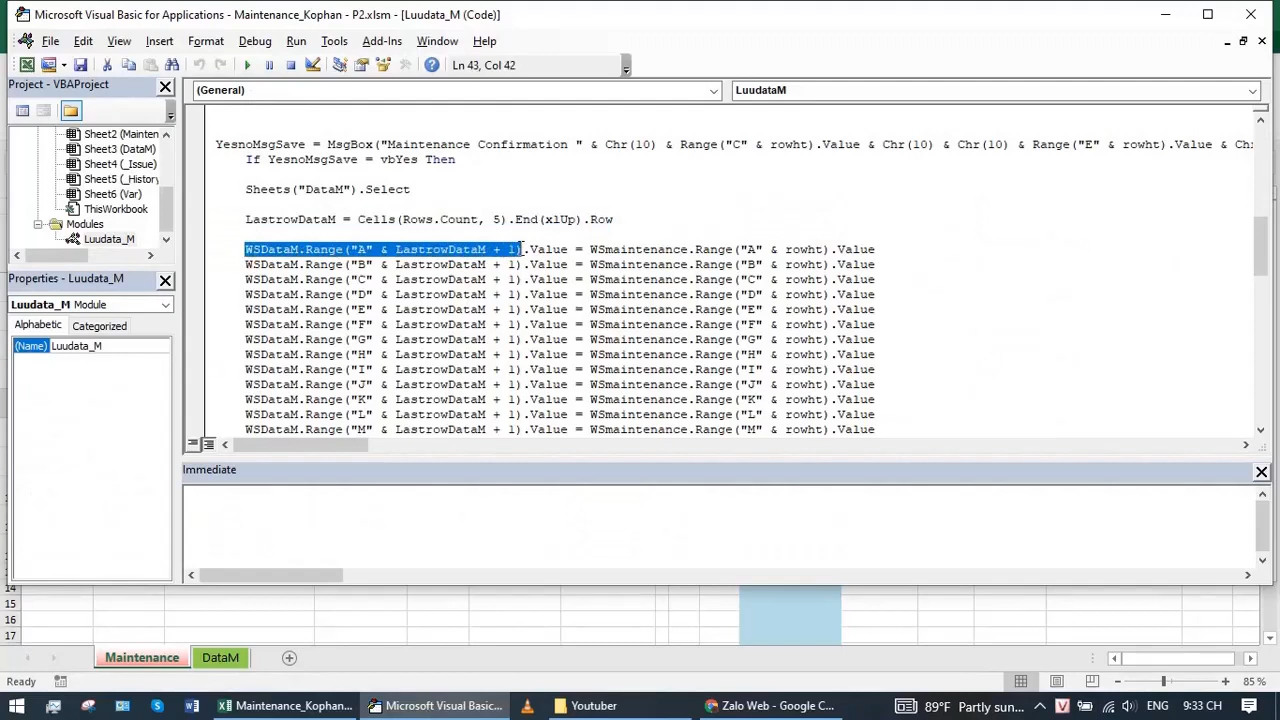 Microsoft Visual Basic for Applications - Maintenance_Kophan - P2.xlsm - [Luudata_M (Code)]
File Edit View Insert Format Debug Run Tools Add-Ins Window Help
Ln 43, Col 42
Project - VBAProject
(General) LuudataM
Sheet2 (Mainten
Sheet3 (DataM)
Sheet4 (_Issue)
Sheet5 (_History
Sheet6 (Var)
ThisWorkbook
Modules
Luudata_M
Properties - Luudata_M
Luudata_M Module
Alphabetic Categorized
(Name) Luudata_M
YesnoMsgSave = MsgBox("Maintenance Confirmation " & Chr(10) & Range("C" & rowht).Value & Chr(10) & Chr(10) & Range("E" & rowht).Value & Ch
If YesnoMsgSave = vbYes Then
Sheets("DataM").Select
LastrowDataM = Cells(Rows.Count, 5).End(xlUp).Row
WSDataM.Range("A" & LastrowDataM + 1).Value = WSmaintenance.Range("A" & rowht).Value
WSDataM.Range("B" & LastrowDataM + 1).Value = WSmaintenance.Range("B" & rowht).Value
WSDataM.Range("C" & LastrowDataM + 1).Value = WSmaintenance.Range("C" & rowht).Value
WSDataM.Range("D" & LastrowDataM + 1).Value = WSmaintenance.Range("D" & rowht).Value
WSDataM.Range("E" & LastrowDataM + 1).Value = WSmaintenance.Range("E" & rowht).Value
WSDataM.Range("F" & LastrowDataM + 1).Value = WSmaintenance.Range("F" & rowht).Value
WSDataM.Range("G" & LastrowDataM + 1).Value = WSmaintenance.Range("G" & rowht).Value
WSDataM.Range("H" & LastrowDataM + 1).Value = WSmaintenance.Range("H" & rowht).Value
WSDataM.Range("I" & LastrowDataM + 1).Value = WSmaintenance.Range("I" & rowht).Value
WSDataM.Range("J" & LastrowDataM + 1).Value = WSmaintenance.Range("J" & rowht).Value
WSDataM.Range("K" & LastrowDataM + 1).Value = WSmaintenance.Range("K" & rowht).Value
WSDataM.Range("L" & LastrowDataM + 1).Value = WSmaintenance.Range("L" & rowht).Value
WSDataM.Range("M" & LastrowDataM + 1).Value = WSmaintenance.Range("M" & rowht).Value
Immediate
14
15
16
17
Maintenance DataM
Ready 85 %
Maintenance_Kophan... Microsoft Visual Basic... Youtuber Zalo Web - Google C... 89°F Partly sun... ENG 9:33 CH